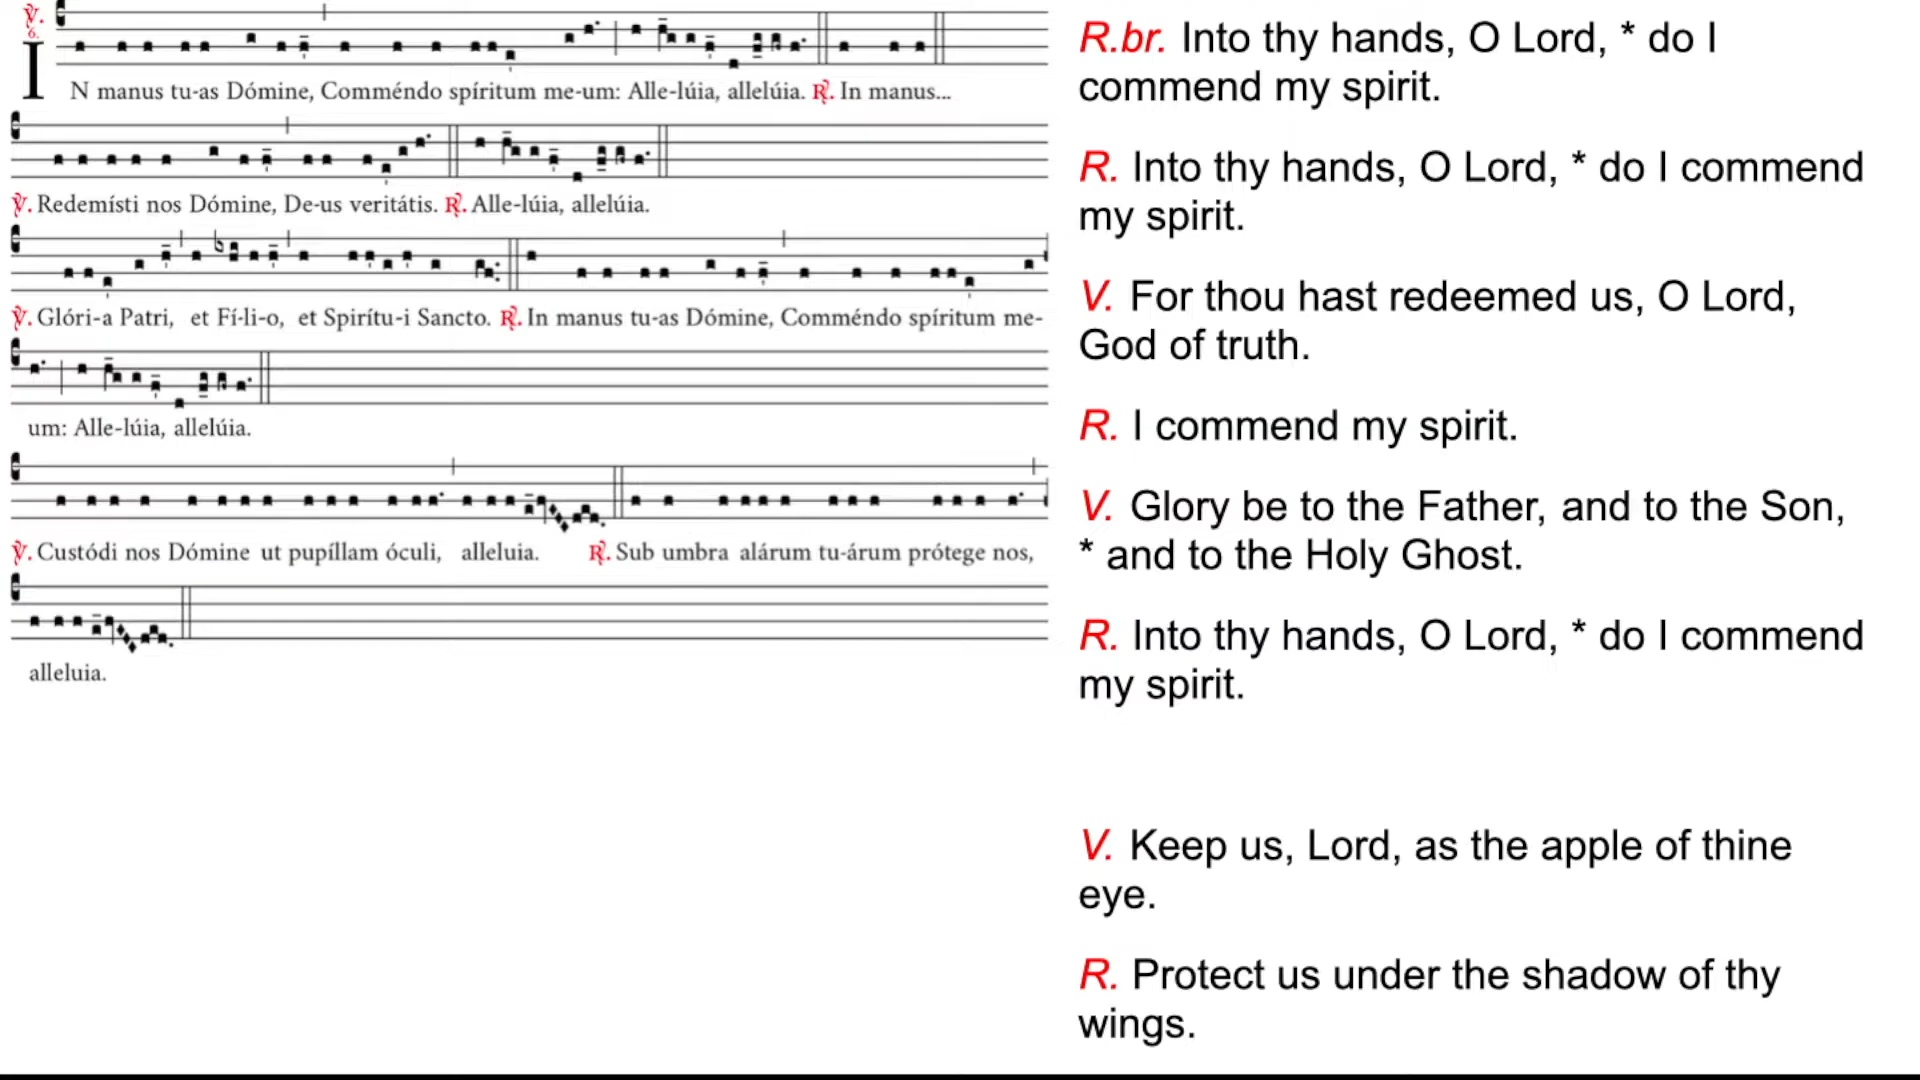 ℣.
6.
IN manus tu-as Dómine, Comméndo spíritum me-um: Alle-lúia, allelúia. ℟. In manus...
℣. Redemísti nos Dómine, De-us veritátis. ℟. Alle-lúia, allelúia.
℣. Glóri-a Patri, et Fí-li-o, et Spirítu-i Sancto. ℟. In manus tu-as Dómine, Comméndo spíritum me-
um: Alle-lúia, allelúia.
℣. Custódi nos Dómine ut pupíllam óculi, alleluia. ℟. Sub umbra alárum tu-árum prótege nos,
alleluia.
R.br. Into thy hands, O Lord, * do I
commend my spirit.
R. Into thy hands, O Lord, * do I commend
my spirit.
V. For thou hast redeemed us, O Lord,
God of truth.
R. I commend my spirit.
V. Glory be to the Father, and to the Son,
* and to the Holy Ghost.
R. Into thy hands, O Lord, * do I commend
my spirit.
V. Keep us, Lord, as the apple of thine
eye.
R. Protect us under the shadow of thy
wings.